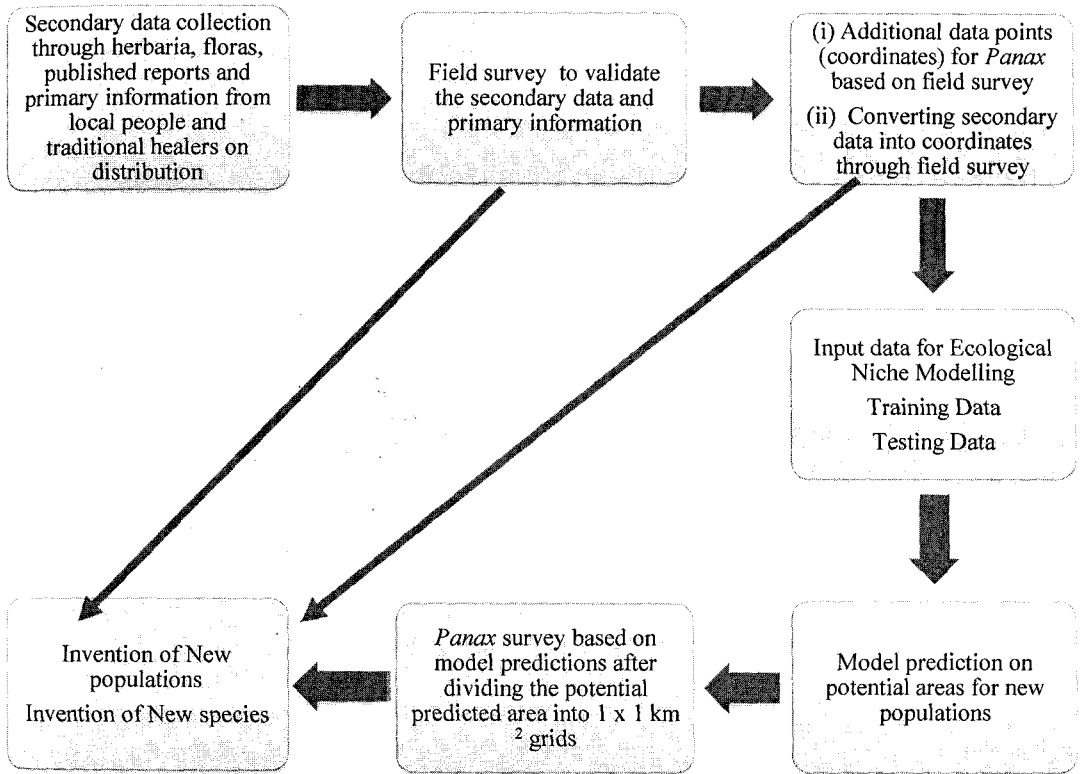 Secondary data collection
through herbaria, floras,
published reports and
primary information from
local people and
traditional healers on
distribution
Field survey to validate
the secondary data and
primary information
(i) Additional data points
(coordinates) for Panax
based on field survey
(ii) Converting secondary
data into coordinates
through field survey
Input data for Ecological
Niche Modelling
Training Data
Testing Data
Model prediction on
potential areas for new
populations
Panax survey based on
model predictions after
dividing the potential
predicted area into 1 x 1 km
2 grids
Invention of New
populations
Invention of New species